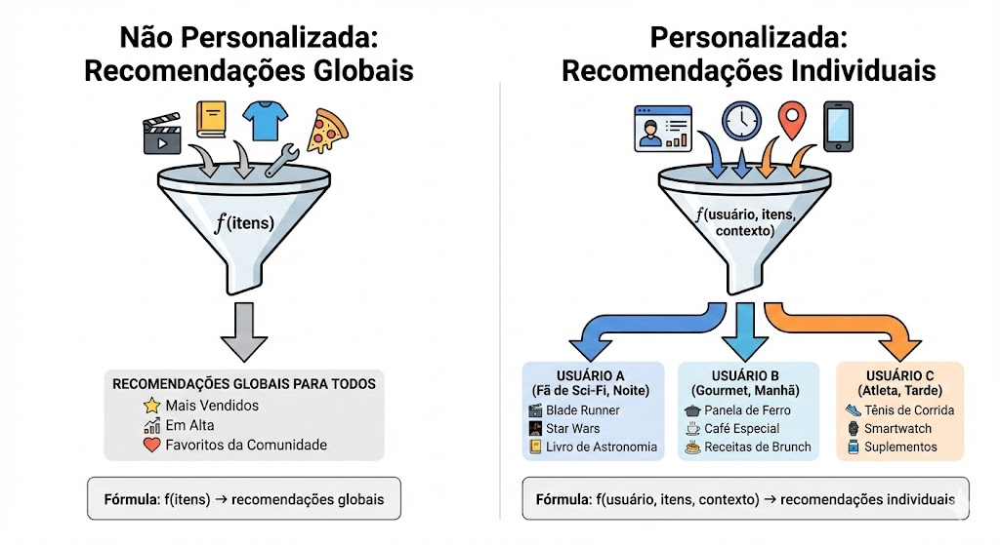 Não Personalizada:
Recomendações Globais
f(itens)
RECOMENDAÇÕES GLOBAIS PARA TODOS
Mais Vendidos
Em Alta
Favoritos da Comunidade
Fórmula: f(itens) → recomendações globais
Personalizada:
Recomendações Individuais
f(usuário, itens,
contexto)
USUÁRIO A
(Fã de Sci-Fi, Noite)
Blade Runner
Star Wars
Livro de Astronomia
USUÁRIO B
(Gourmet, Manhã)
Panela de Ferro
Café Especial
Receitas de Brunch
USUÁRIO C
(Atleta, Tarde)
Tênis de Corrida
Smartwatch
Suplementos
Fórmula: f(usuário, itens, contexto) → recomendações individuais